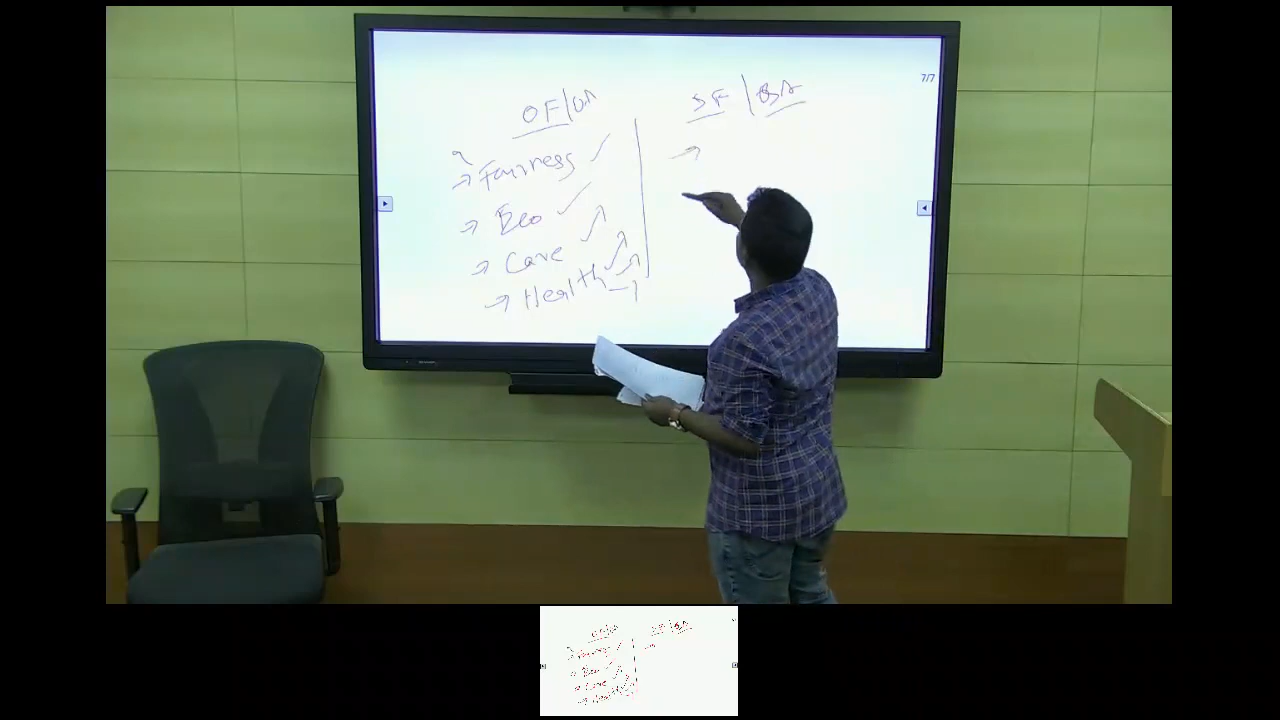 7/7
OF/UA
SF | BA
→ Fairness ✓
→ Eco ✓
→ Care ✓
→ Health ✓